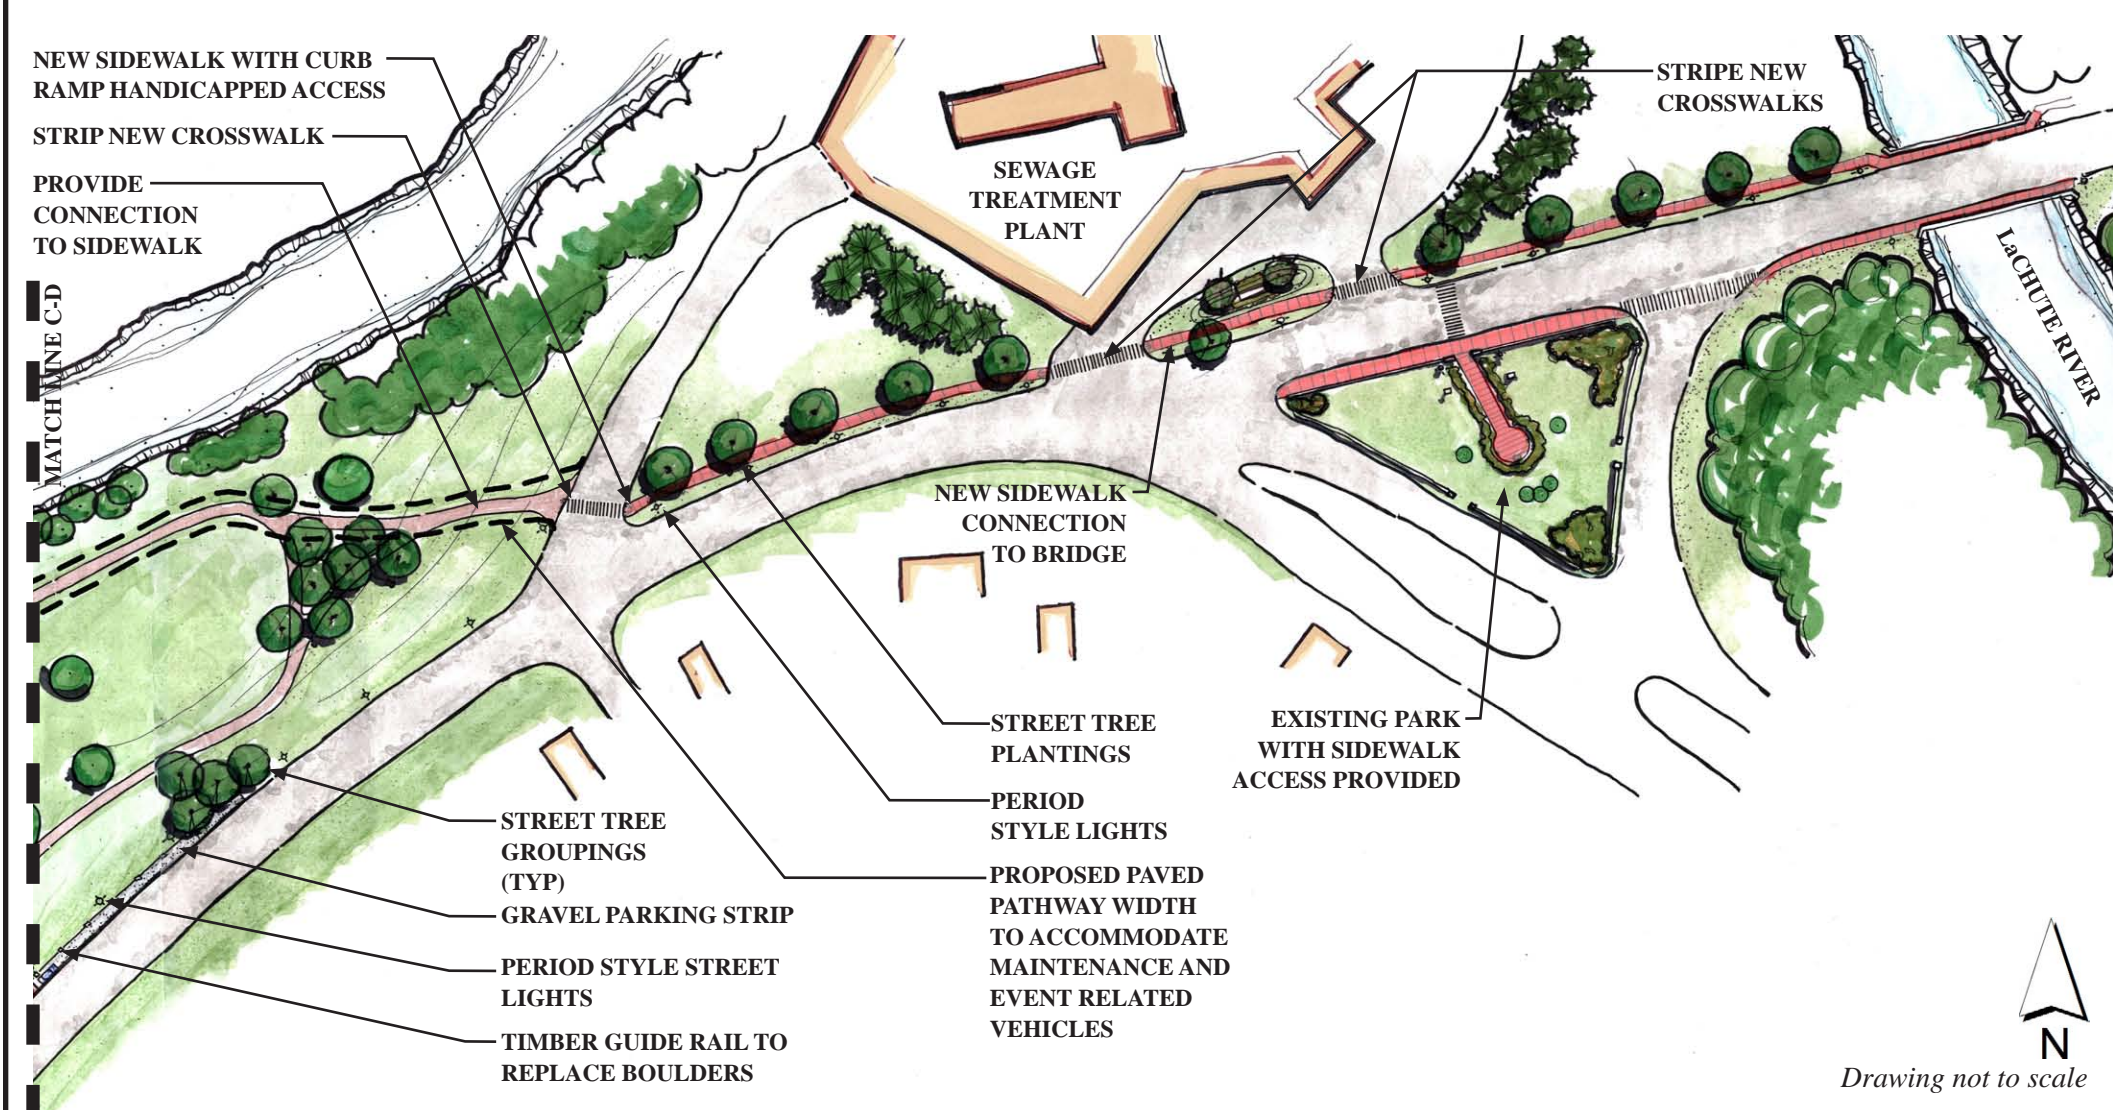 NEW SIDEWALK WITH CURB
RAMP HANDICAPPED ACCESS
STRIP NEW CROSSWALK
PROVIDE
CONNECTION
TO SIDEWALK
MATCH LINE C-D
SEWAGE
TREATMENT
PLANT
STRIPE NEW
CROSSWALKS
LaCHUTE RIVER
NEW SIDEWALK
CONNECTION
TO BRIDGE
STREET TREE
PLANTINGS
PERIOD
STYLE LIGHTS
EXISTING PARK
WITH SIDEWALK
ACCESS PROVIDED
STREET TREE
GROUPINGS
(TYP)
GRAVEL PARKING STRIP
PERIOD STYLE STREET
LIGHTS
TIMBER GUIDE RAIL TO
REPLACE BOULDERS
PROPOSED PAVED
PATHWAY WIDTH
TO ACCOMMODATE
MAINTENANCE AND
EVENT RELATED
VEHICLES
N
Drawing not to scale